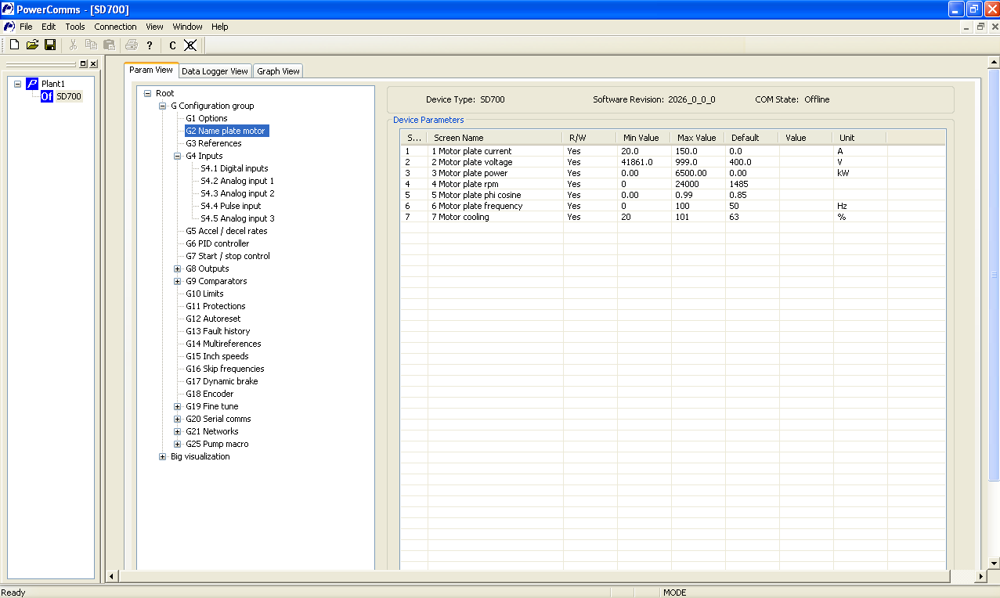 PowerComms - [SD700]
File Edit Tools Connection View Window Help
? C C
P Plant1
Of SD700
Param View Data Logger View Graph View
Root
G Configuration group
G1 Options
G2 Name plate motor
G3 References
G4 Inputs
S4.1 Digital inputs
S4.2 Analog input 1
S4.3 Analog input 2
S4.4 Pulse input
S4.5 Analog input 3
G5 Accel / decel rates
G6 PID controller
G7 Start / stop control
G8 Outputs
G9 Comparators
G10 Limits
G11 Protections
G12 Autoreset
G13 Fault history
G14 Multireferences
G15 Inch speeds
G16 Skip frequencies
G17 Dynamic brake
G18 Encoder
G19 Fine tune
G20 Serial comms
G21 Networks
G25 Pump macro
Big visualization
Device Type: SD700 Software Revision: 2026_0_0_0 COM State: Offline
Device Parameters
S... Screen Name R/W Min Value Max Value Default Value Unit
1 1 Motor plate current Yes 20.0 150.0 0.0 A
2 2 Motor plate voltage Yes 41861.0 999.0 400.0 V
3 3 Motor plate power Yes 0.00 6500.00 0.00 kW
4 4 Motor plate rpm Yes 0 24000 1485
5 5 Motor plate phi cosine Yes 0.00 0.99 0.85
6 6 Motor plate frequency Yes 0 100 50 Hz
7 7 Motor cooling Yes 20 101 63 %
Ready MODE